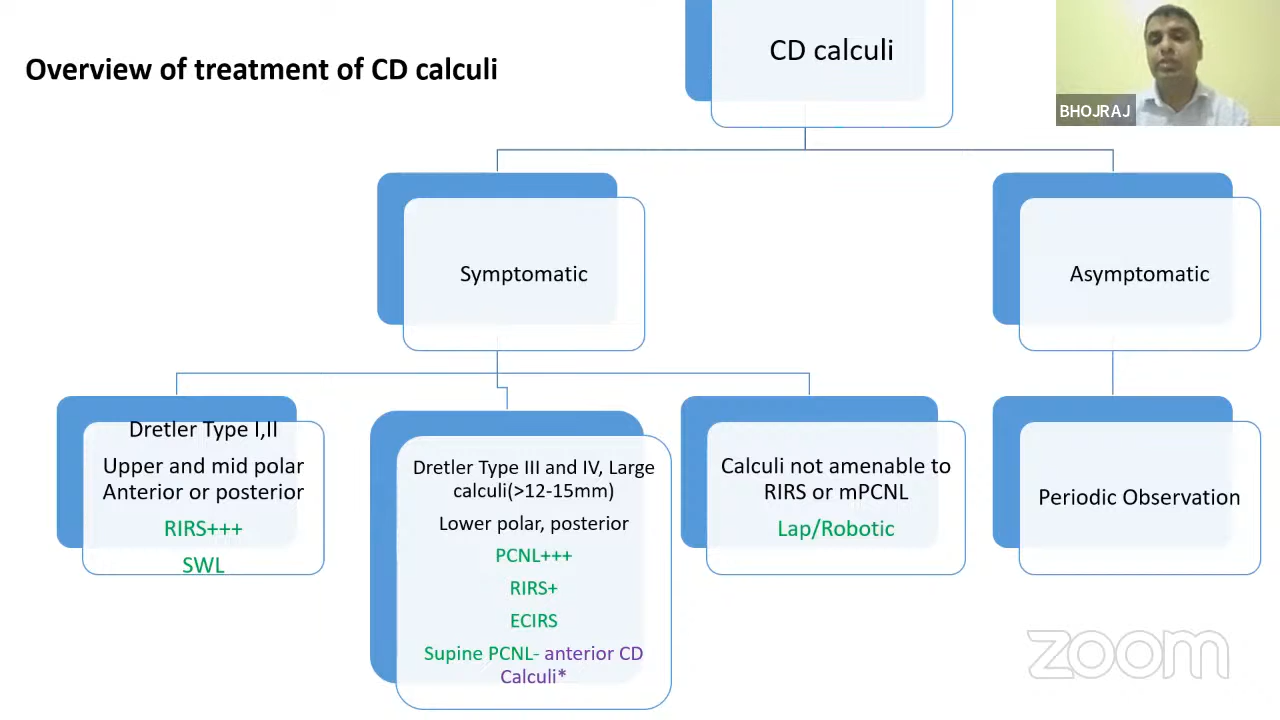 Overview of treatment of CD calculi
CD calculi
BHOJRAJ
Symptomatic
Asymptomatic
Dretler Type I,II
Upper and mid polar
Anterior or posterior
RIRS+++
SWL
Dretler Type III and IV, Large
calculi(>12-15mm)
Lower polar, posterior
PCNL+++
RIRS+
ECIRS
Supine PCNL- anterior CD
Calculi*
Calculi not amenable to
RIRS or mPCNL
Lap/Robotic
Periodic Observation
zoom